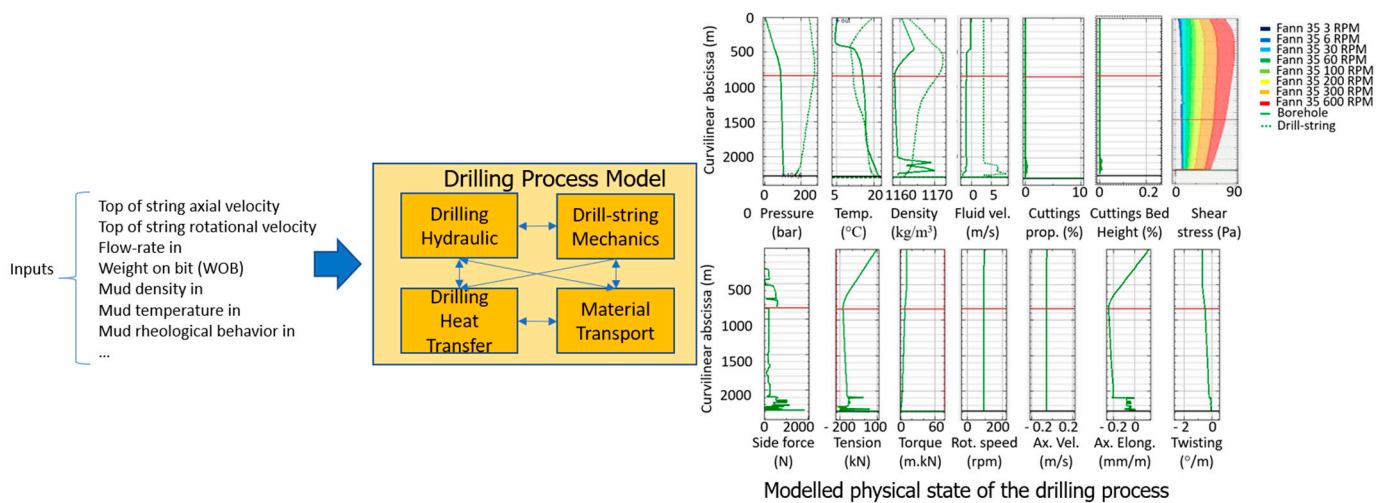 Inputs
Top of string axial velocity
Top of string rotational velocity
Flow-rate in
Weight on bit (WOB)
Mud density in
Mud temperature in
Mud rheological behavior in
...
Drilling Process Model
Drilling
Hydraulic
Drill-string
Mechanics
Drilling
Heat
Transfer
Material
Transport
Curvilinear abscissa (m)
0
500
1000
1500
2000
0 200
5 20
1160 1170
0 5
0 10
0 0.2
0 90
0
Pressure
(bar)
Temp.
(°C)
Density
(kg/m³)
Fluid vel.
(m/s)
Cuttings
prop. (%)
Cuttings Bed
Height (%)
Shear
stress (Pa)
Fann 35 3 RPM
Fann 35 6 RPM
Fann 35 30 RPM
Fann 35 60 RPM
Fann 35 100 RPM
Fann 35 200 RPM
Fann 35 300 RPM
Fann 35 600 RPM
Borehole
Drill-string
Curvilinear abscissa (m)
500
1000
1500
2000
0 2000
- 200 100
0 50
0 200
- 0.2 0.2
- 0.2 0
- 2 0
Side force
(N)
Tension
(kN)
Torque
(m.kN)
Rot. speed
(rpm)
Ax. Vel.
(m/s)
Ax. Elong.
(mm/m)
Twisting
(°/m)
Modelled physical state of the drilling process